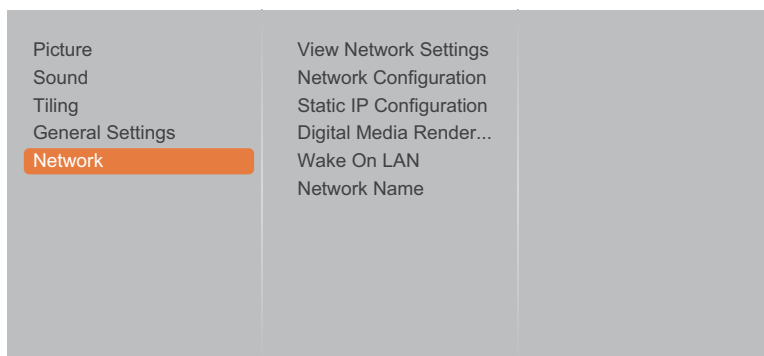 Picture
Sound
Tiling
General Settings
Network
View Network Settings
Network Configuration
Static IP Configuration
Digital Media Render...
Wake On LAN
Network Name